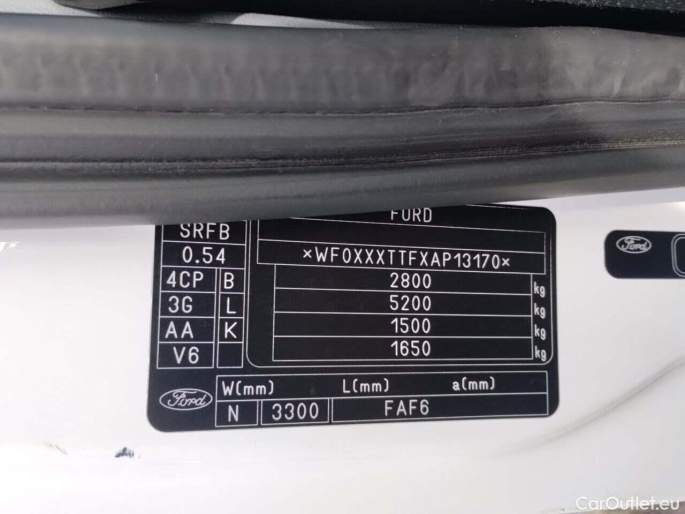 FORD
SRFB
0.54 *WF0XXXTTFXAP13170*
4CP B 2800 kg
3G L 5200 kg
AA K 1500 kg
V6 1650 kg
W(mm) L(mm) a(mm)
Ford N 3300 FAF6
Ford
CarOutlet.eu